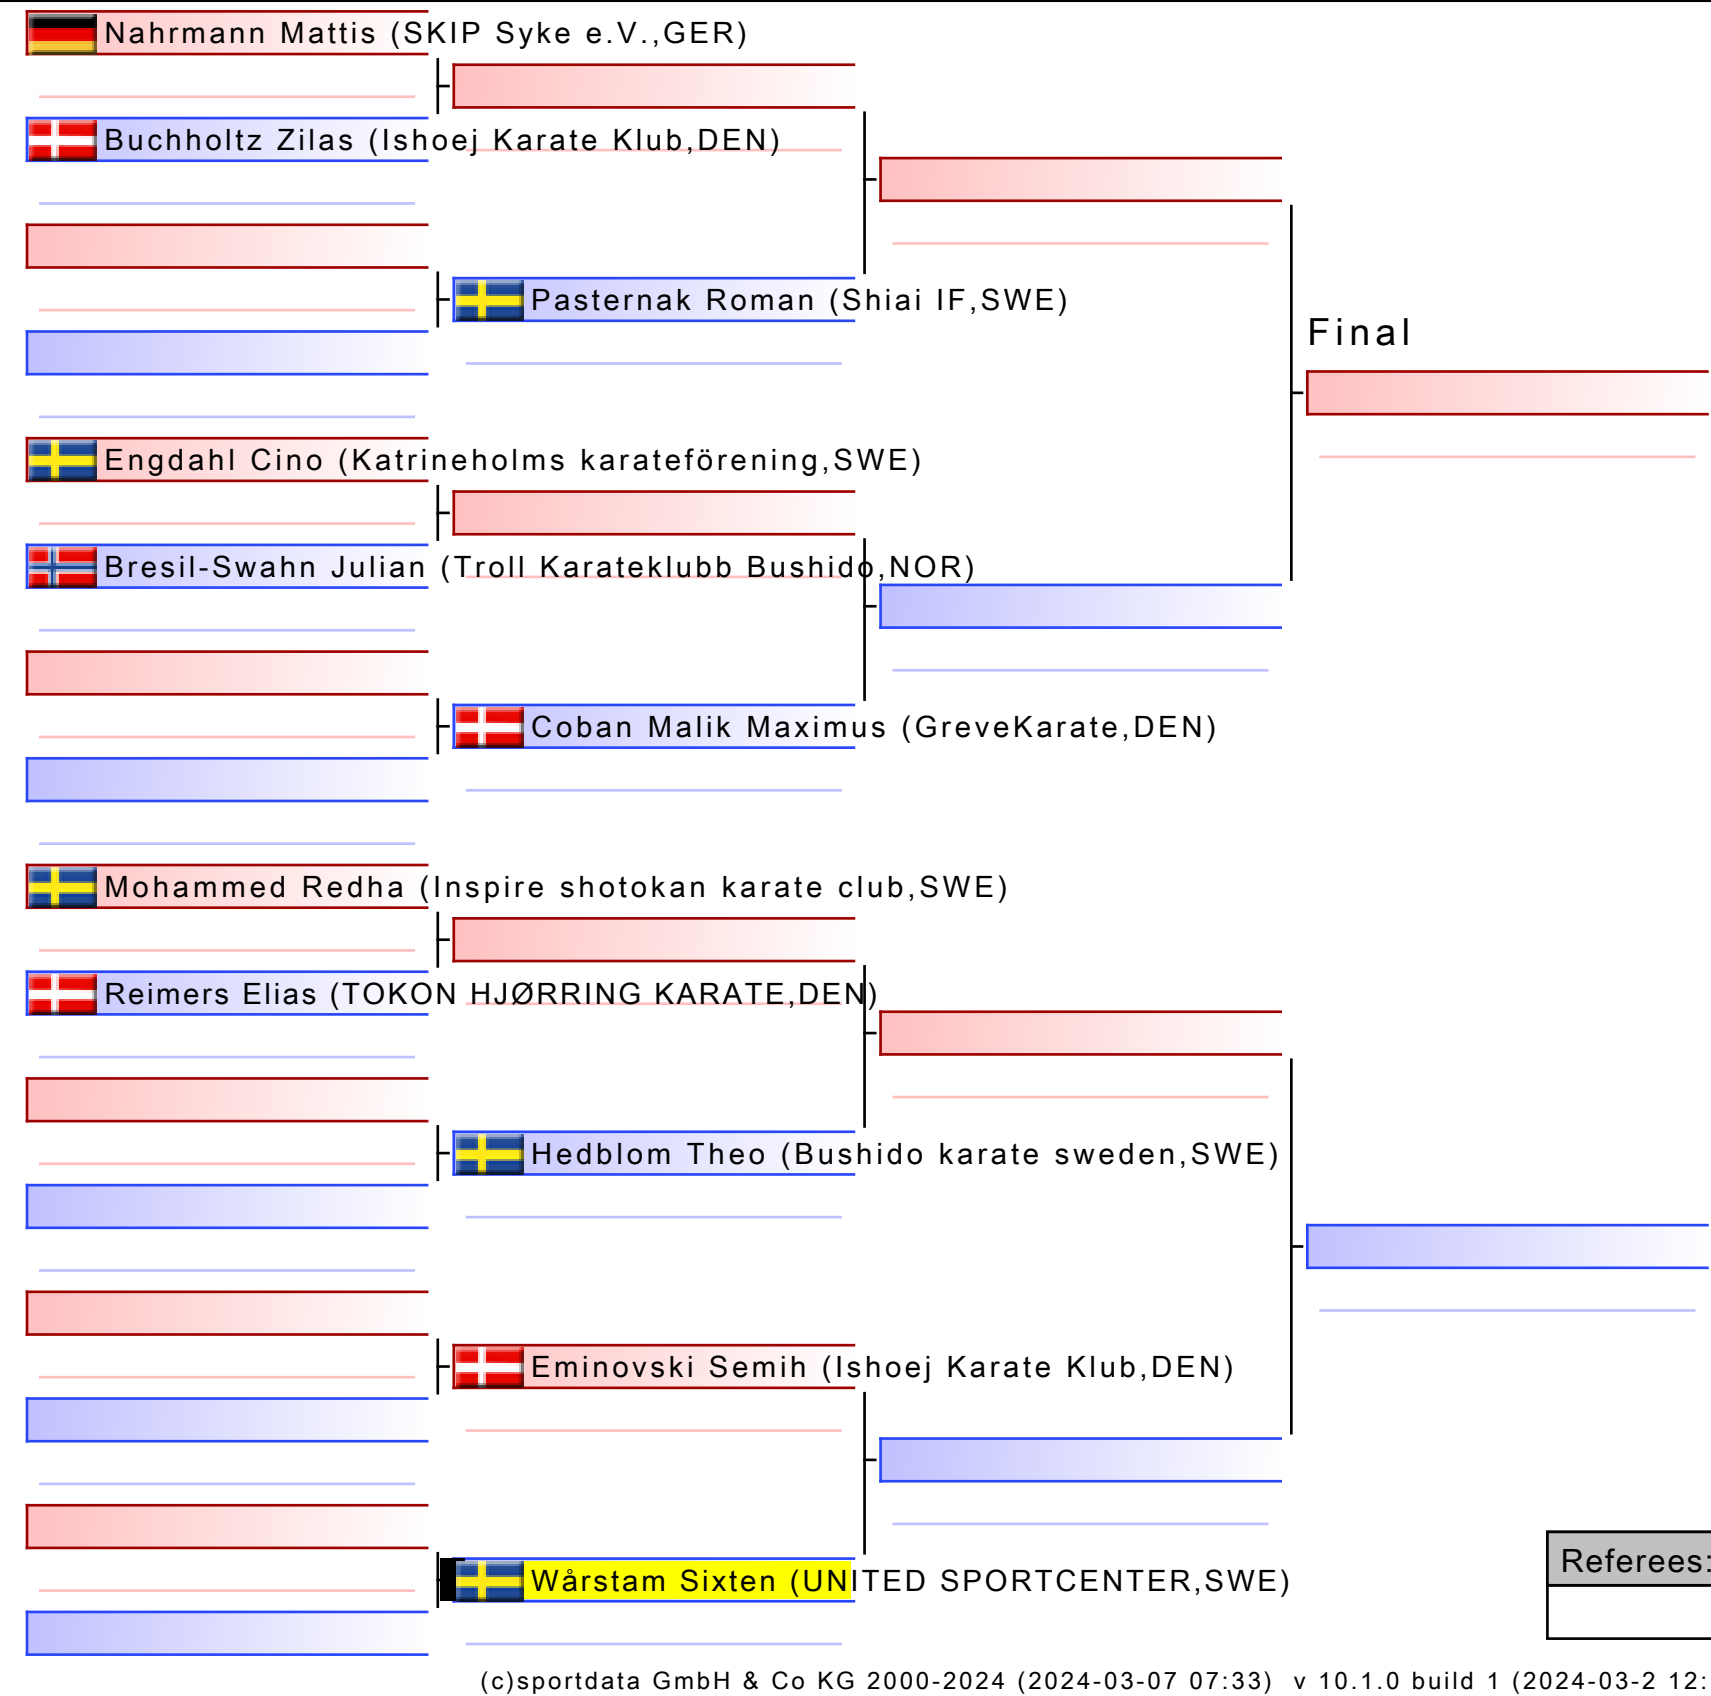 Nahrmann Mattis (SKIP Syke e.V.,GER)
Buchholtz Zilas (Ishoej Karate Klub,DEN)
Pasternak Roman (Shiai IF,SWE)
Final
Engdahl Cino (Katrineholms karateförening,SWE)
Bresil-Swahn Julian (Troll Karateklubb Bushido,NOR)
Coban Malik Maximus (GreveKarate,DEN)
Mohammed Redha (Inspire shotokan karate club,SWE)
Reimers Elias (TOKON HJØRRING KARATE,DEN)
Hedblom Theo (Bushido karate sweden,SWE)
Eminovski Semih (Ishoej Karate Klub,DEN)
Referees:
Wårstam Sixten (UNITED SPORTCENTER,SWE)
(c)sportdata GmbH & Co KG 2000-2024 (2024-03-07 07:33) v 10.1.0 build 1 (2024-03-2 12: